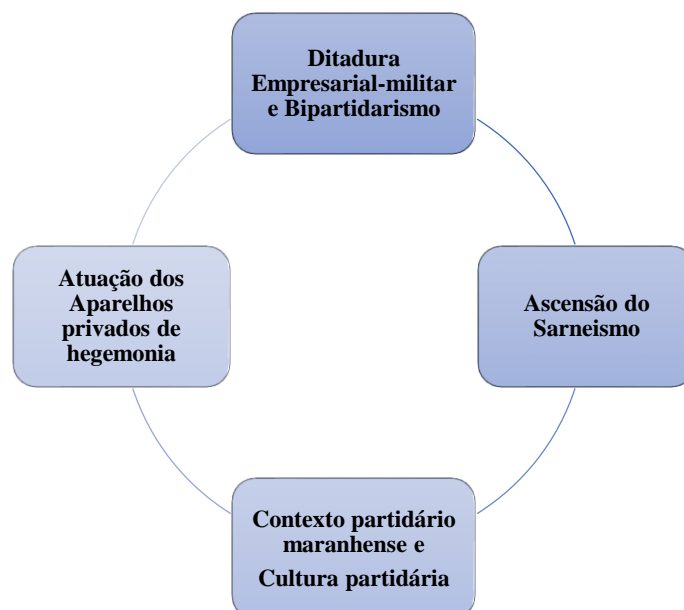 Ditadura
Empresarial-militar
e Bipartidarismo
Ascensão do
Sarneismo
Contexto partidário
maranhense e
Cultura partidária
Atuação dos
Aparelhos
privados de
hegemonia